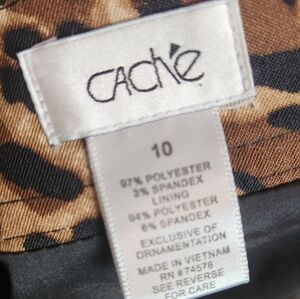 CAChé
10
97% POLYESTER
3% SPANDEX
LINING
94% POLYESTER
6% SPANDEX
EXCLUSIVE OF
ORNAMENTATION
MADE IN VIETNAM
RN #74578
SEE REVERSE
FOR CARE